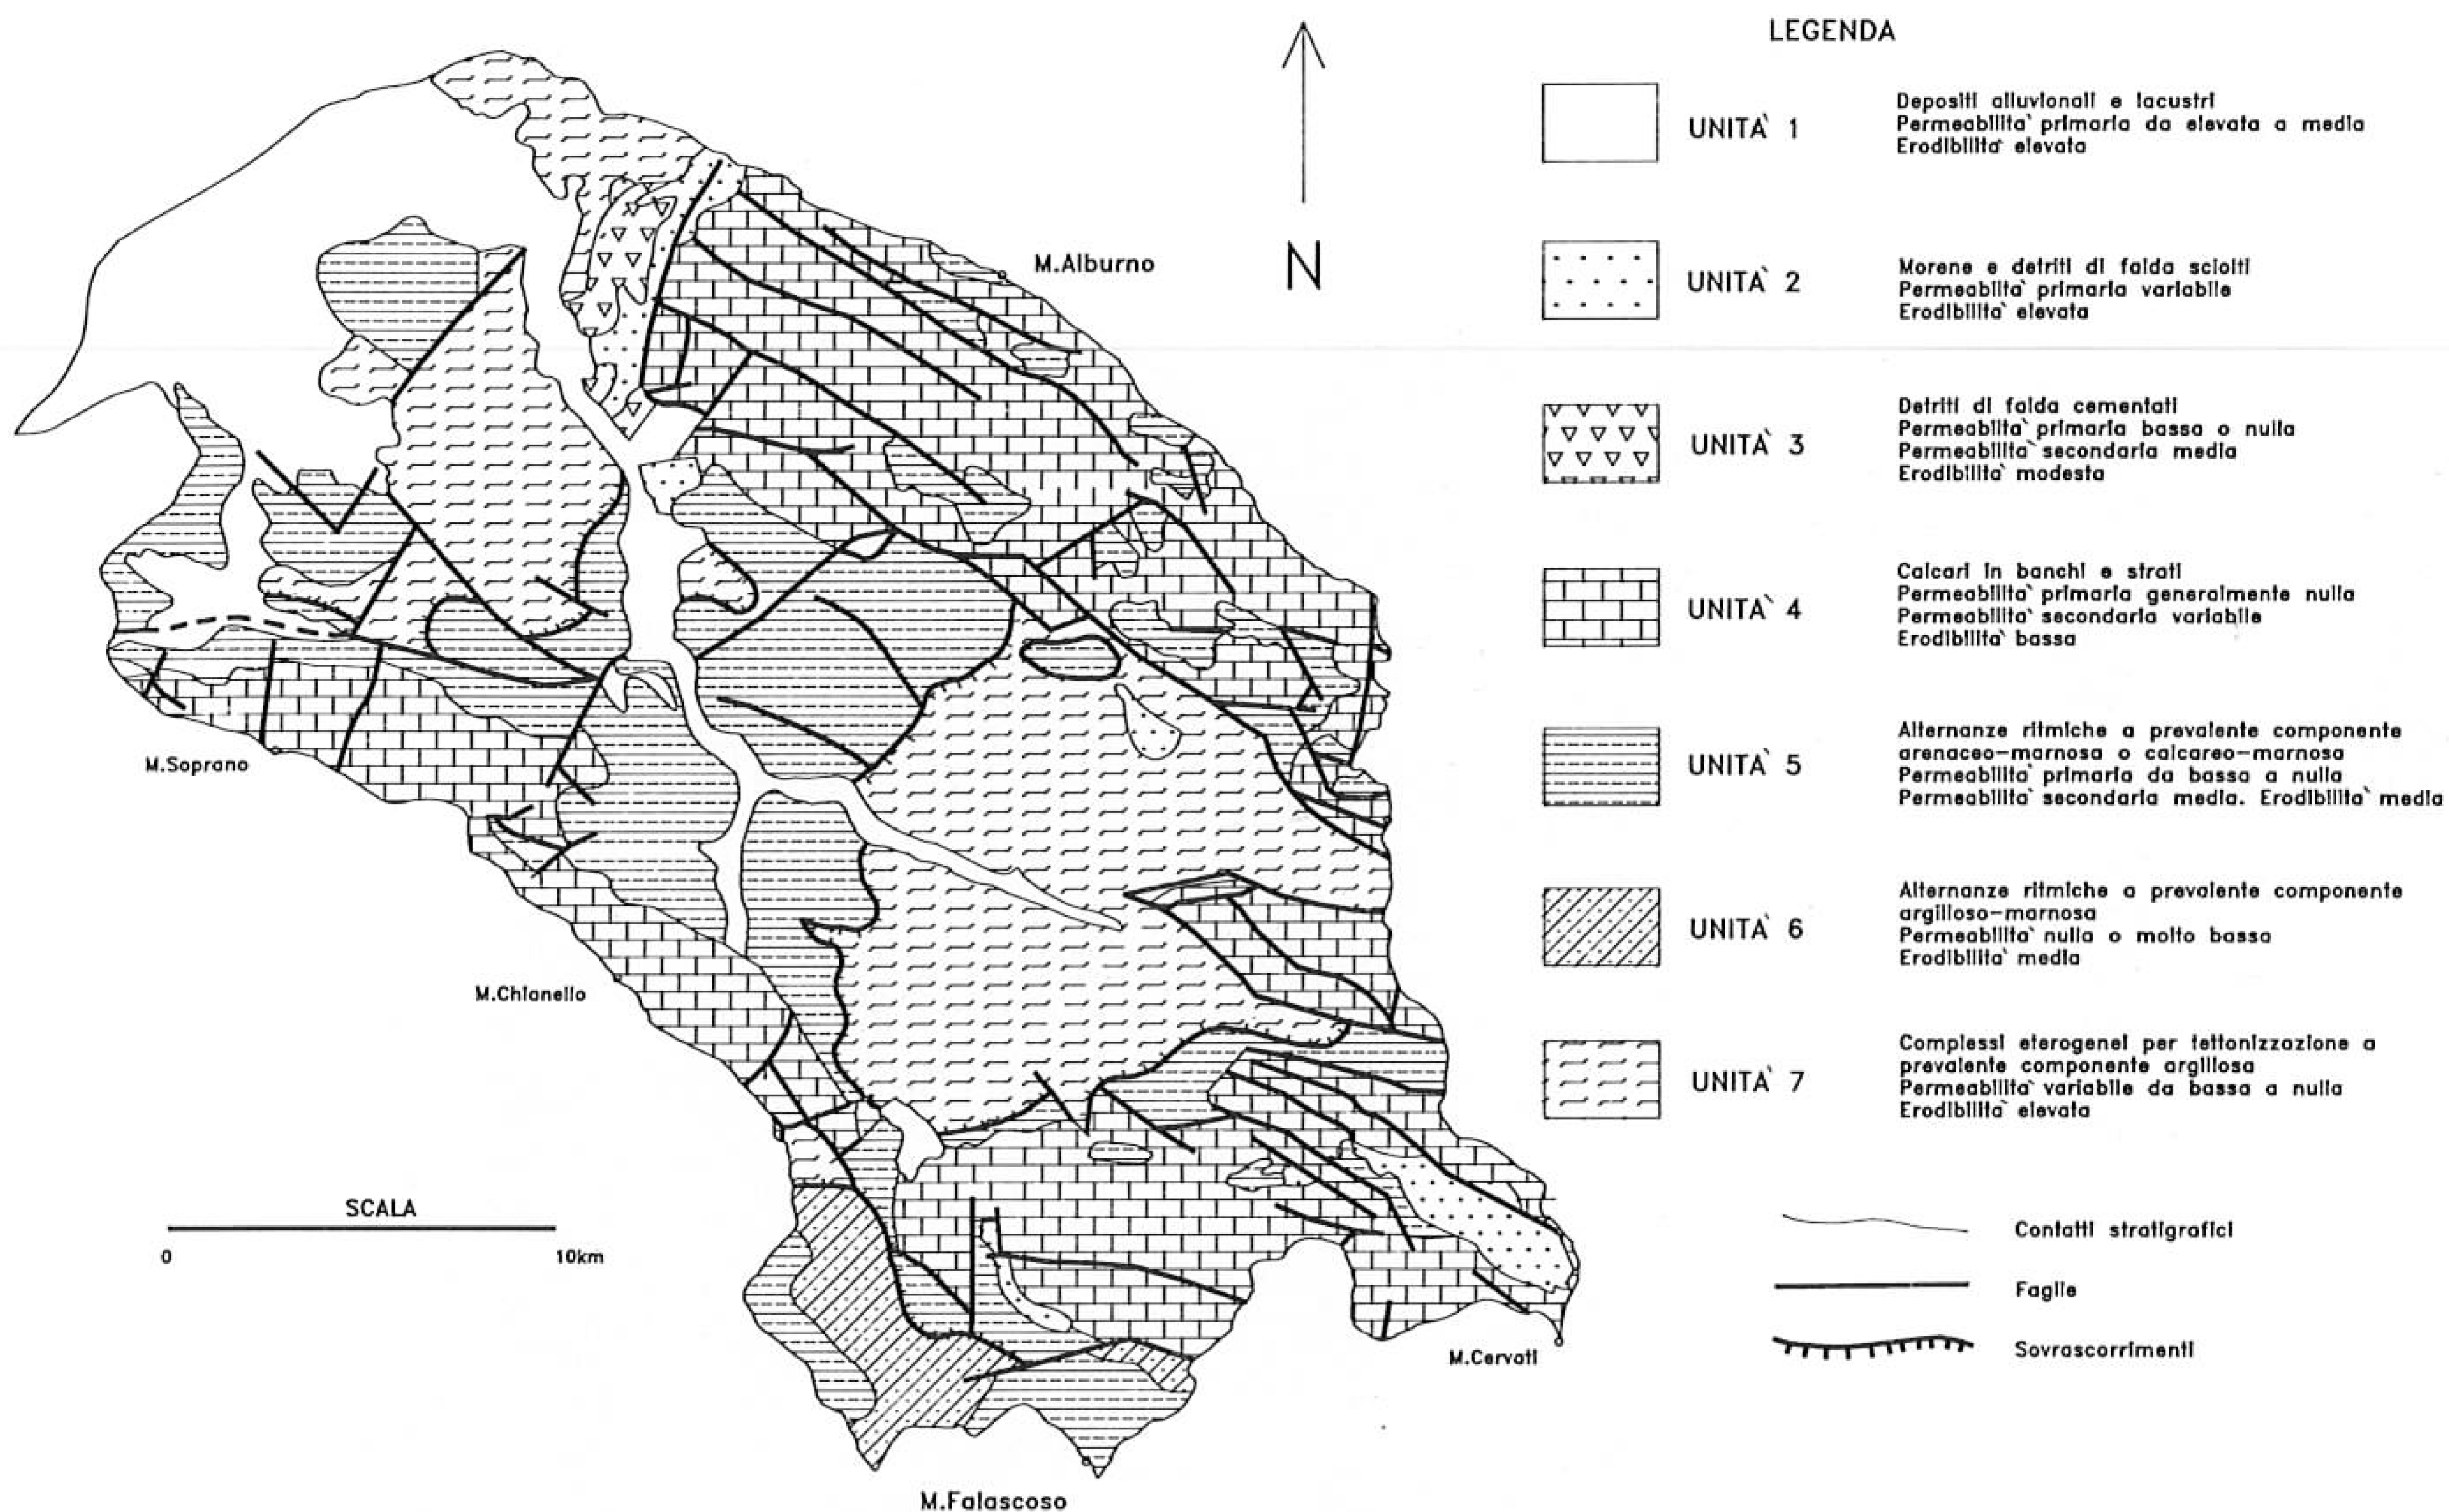 LEGENDA
UNITA` 1
Depositi alluvionali e lacustri
Permeabilita` primaria da elevata a media
Erodibilita` elevata
UNITA` 2
Morene e detriti di falda sciolti
Permeabilita` primaria variabile
Erodibilita` elevata
UNITA` 3
Detriti di falda cementati
Permeabilita` primaria bassa o nulla
Permeabilita` secondaria media
Erodibilita` modesta
UNITA` 4
Calcari in banchi e strati
Permeabilita` primaria generalmente nulla
Permeabilita` secondaria variabile
Erodibilita` bassa
UNITA` 5
Alternanze ritmiche a prevalente componente
arenaceo-marnosa o calcareo-marnosa
Permeabilita` primaria da bassa a nulla
Permeabilita` secondaria media. Erodibilita` media
UNITA` 6
Alternanze ritmiche a prevalente componente
argilloso-marnosa
Permeabilita` nulla o molto bassa
Erodibilita` media
UNITA` 7
Complessi eterogenei per tettonizzazione a
prevalente componente argillosa
Permeabilita` variabile da bassa a nulla
Erodibilita` elevata
Contatti stratigrafici
Faglie
Sovrascorrimenti
N
M.Alburno
M.Soprano
M.Chianello
M.Cervati
M.Falascoso
SCALA
0 10km